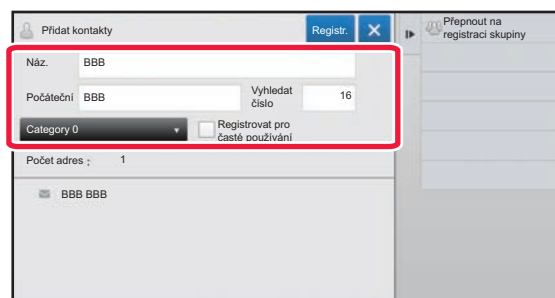 Přidat kontakty
Registr.
Přepnout na
registraci skupiny
Náz.
BBB
Počáteční
BBB
Vyhledat
číslo
16
Category 0
Registrovat pro
časté používání
Počet adres :
1
BBB BBB